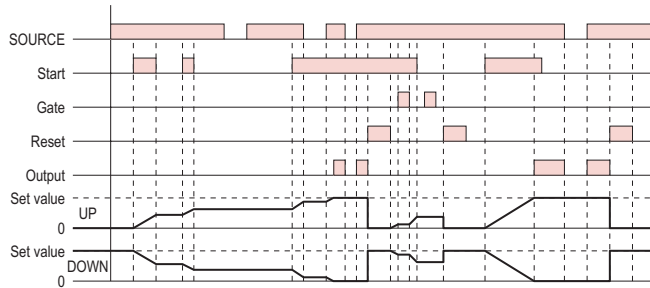 SOURCE
Start
Gate
Reset
Output
Set value
UP
0
Set value
DOWN
0